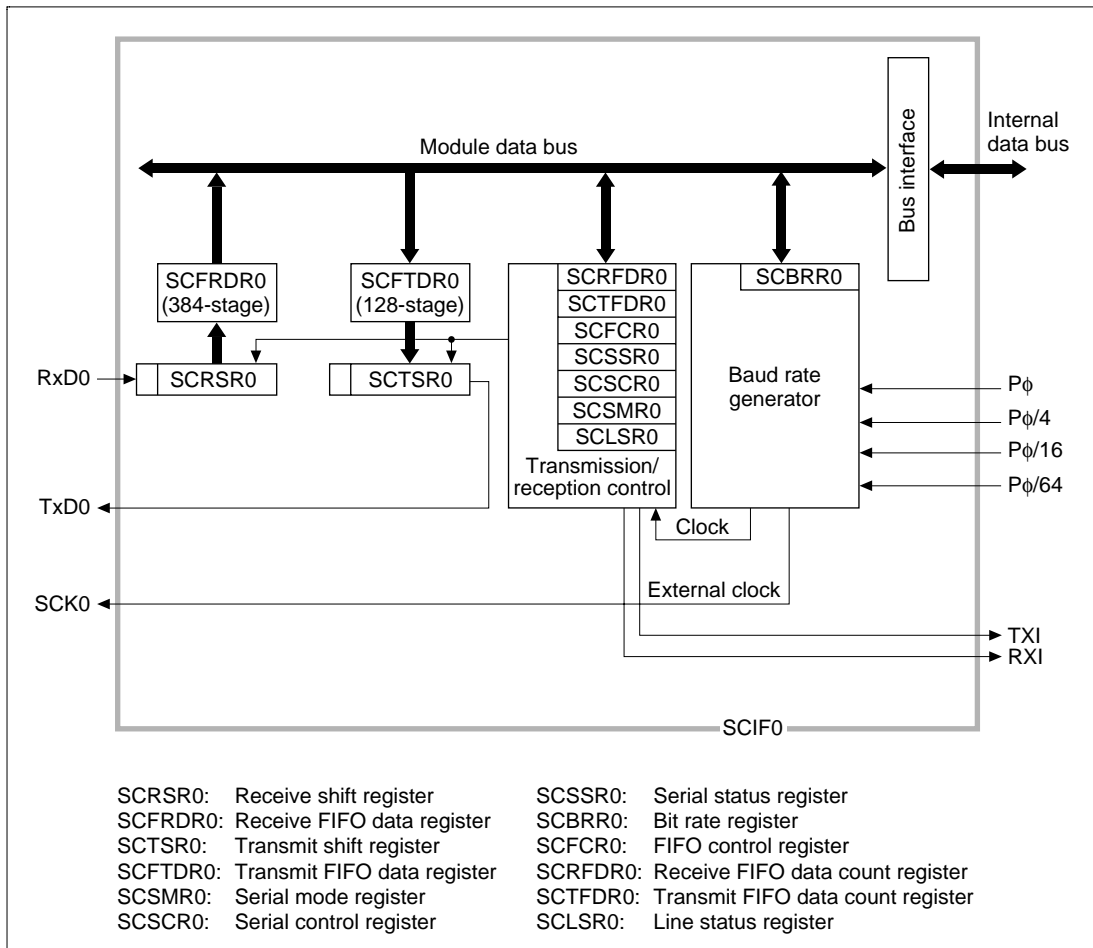 Module data bus
Bus interface
Internal
data bus
SCFRDR0
(384-stage)
SCFTDR0
(128-stage)
SCRFDR0
SCTFDR0
SCFCR0
SCSSR0
SCSCR0
SCSMR0
SCLSR0
Transmission/
reception control
SCBRR0
Baud rate
generator
RxD0
SCRSR0
SCTSR0
Pϕ
Pϕ/4
Pϕ/16
Pϕ/64
TxD0
Clock
External clock
SCK0
TXI
RXI
SCIF0
SCRSR0: Receive shift register
SCFRDR0: Receive FIFO data register
SCTSR0: Transmit shift register
SCFTDR0: Transmit FIFO data register
SCSMR0: Serial mode register
SCSCR0: Serial control register
SCSSR0: Serial status register
SCBRR0: Bit rate register
SCFCR0: FIFO control register
SCRFDR0: Receive FIFO data count register
SCTFDR0: Transmit FIFO data count register
SCLSR0: Line status register